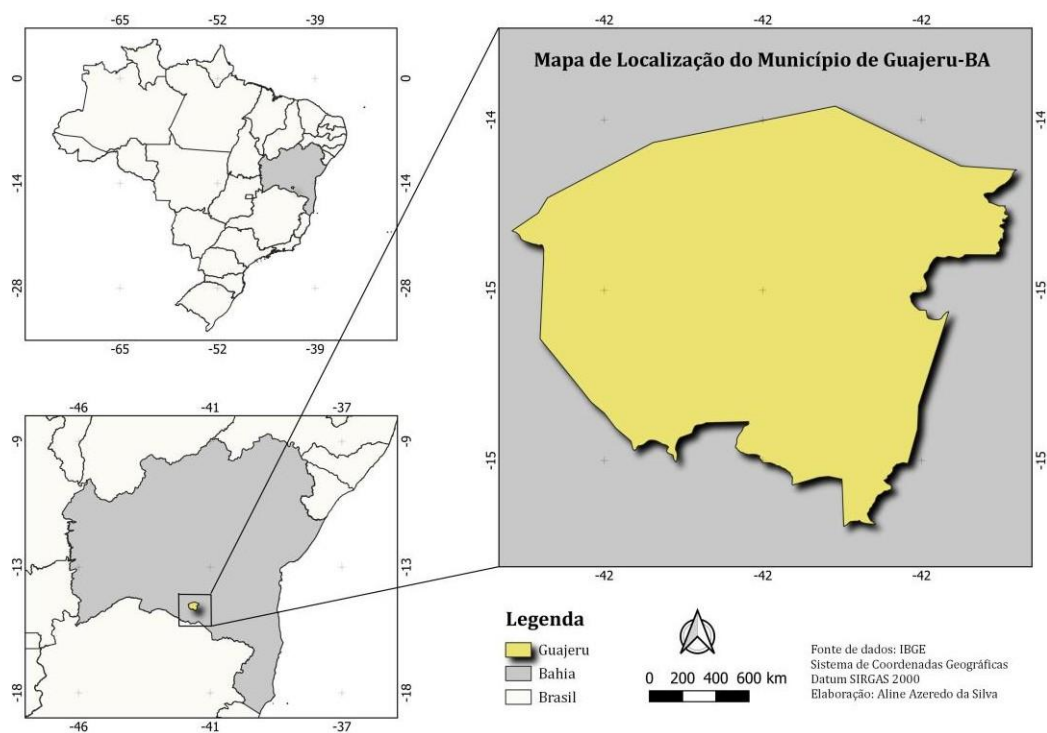 -65 -52 -39
0 0
-14 -14
-28 -28
-65 -52 -39
Mapa de Localização do Município de Guajeru-BA
-42 -42 -42
-14 -14
-15 -15
-15 -15
-42 -42 -42
-46 -41 -37
-9 -9
-13 -13
-18 -18
-46 -41 -37
Legenda
Guajeru
Bahia
Brasil
0 200 400 600 km
Fonte de dados: IBGE
Sistema de Coordenadas Geográficas
Datum SIRGAS 2000
Elaboração: Aline Azeredo da Silva